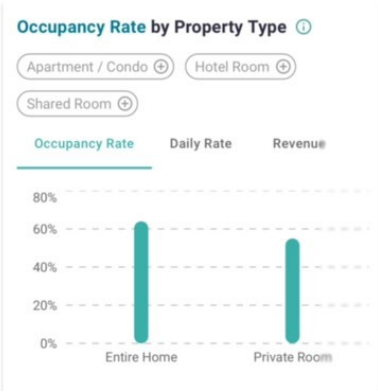 Occupancy Rate by Property Type ⓘ
Apartment / Condo ⊕ Hotel Room ⊕
Shared Room ⊕
Occupancy Rate Daily Rate Revenue
80%
60%
40%
20%
0%
Entire Home Private Room